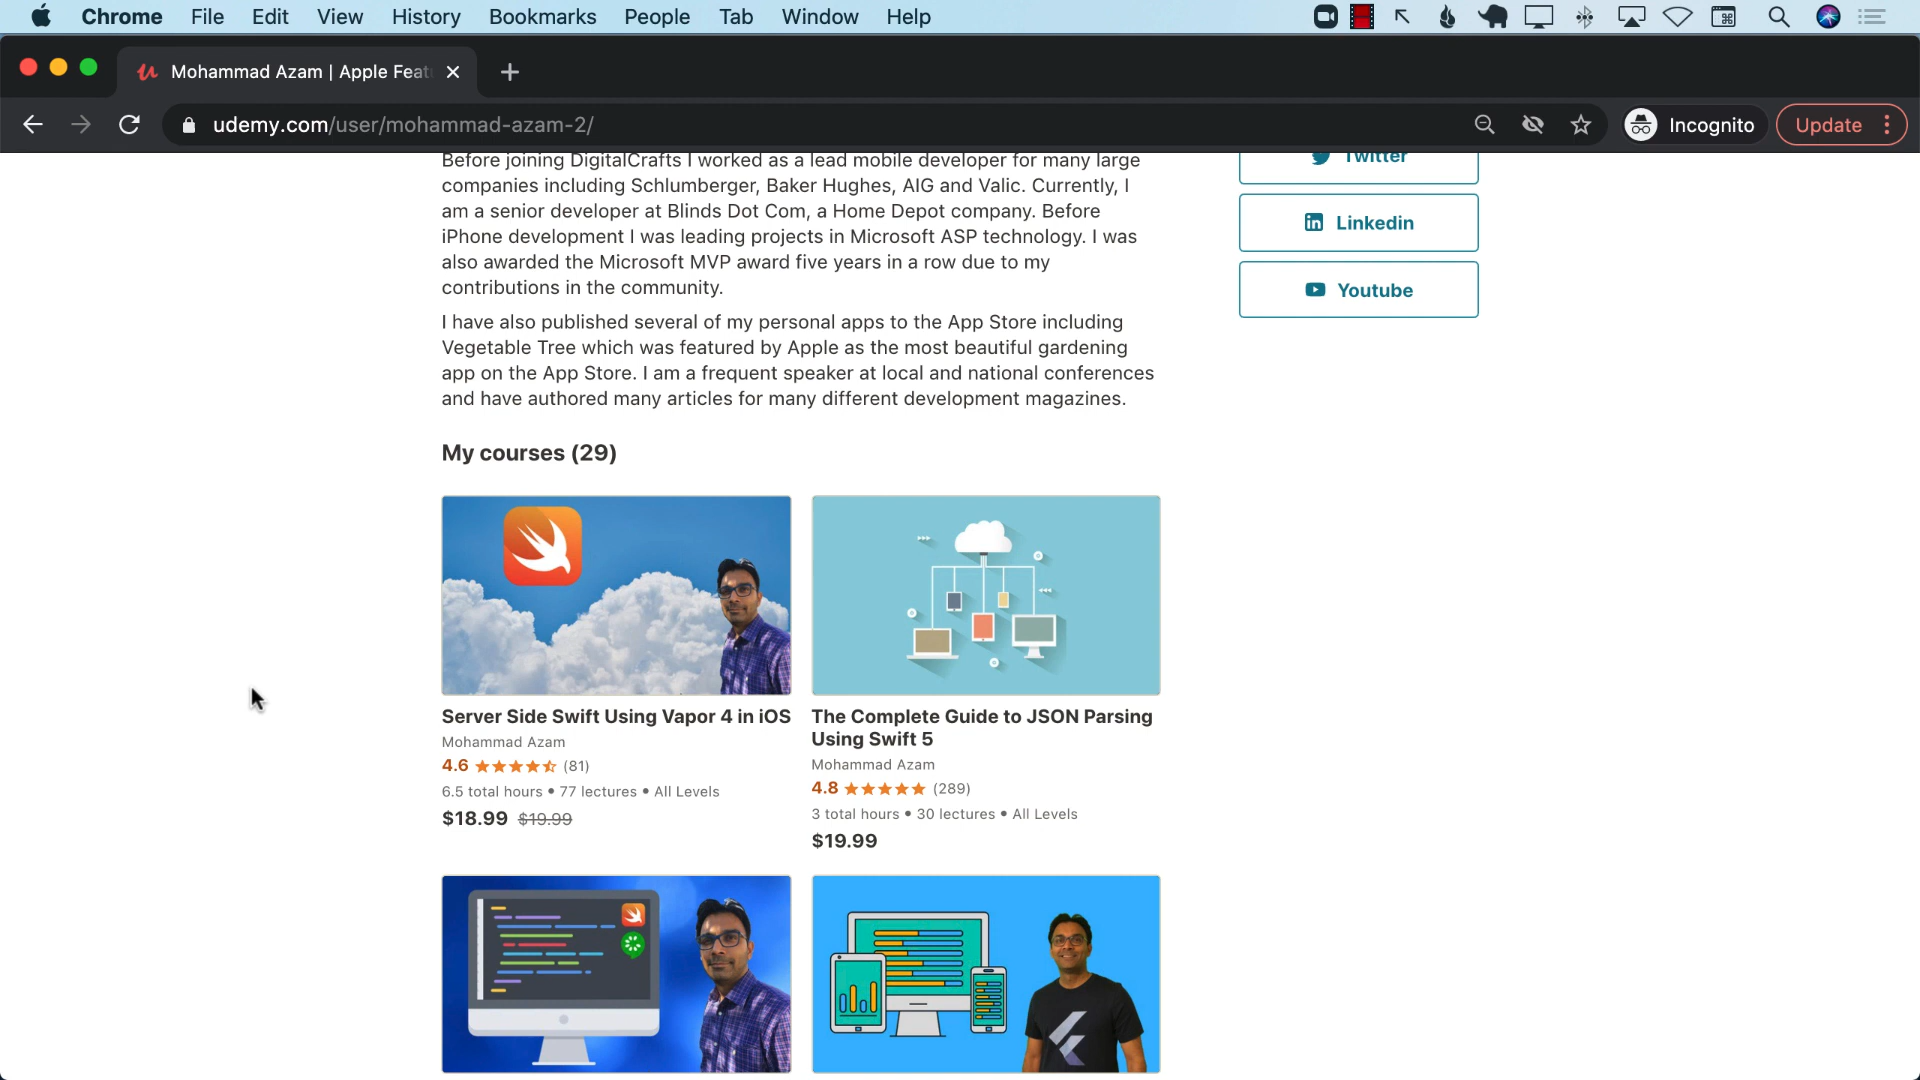 Chrome File Edit View History Bookmarks People Tab Window Help
Mohammad Azam | Apple Feat
udemy.com/user/mohammad-azam-2/
Incognito
Update
Before joining DigitalCrafts I worked as a lead mobile developer for many large
companies including Schlumberger, Baker Hughes, AIG and Valic. Currently, I
am a senior developer at Blinds Dot Com, a Home Depot company. Before
iPhone development I was leading projects in Microsoft ASP technology. I was
also awarded the Microsoft MVP award five years in a row due to my
contributions in the community.
I have also published several of my personal apps to the App Store including
Vegetable Tree which was featured by Apple as the most beautiful gardening
app on the App Store. I am a frequent speaker at local and national conferences
and have authored many articles for many different development magazines.
Twitter
Linkedin
Youtube
My courses (29)
Server Side Swift Using Vapor 4 in iOS
Mohammad Azam
4.6 (81)
6.5 total hours • 77 lectures • All Levels
$18.99 $19.99
The Complete Guide to JSON Parsing
Using Swift 5
Mohammad Azam
4.8 (289)
3 total hours • 30 lectures • All Levels
$19.99